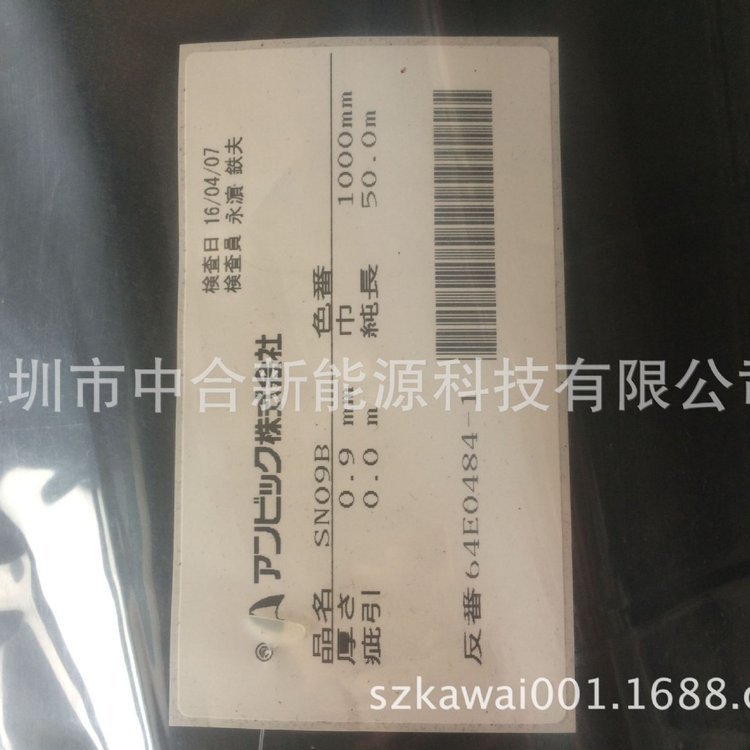 検査日 16/04/07
検査員 永濵 鉄夫
アンビック株式会社
品名 SN09B 色番
厚さ 0.9 mm 巾 1000mm
疵引 0.0 m 純長 50.0m
反番 64E0484-1
圳市中合新能源科技有限公司
szkawai001.1688.c